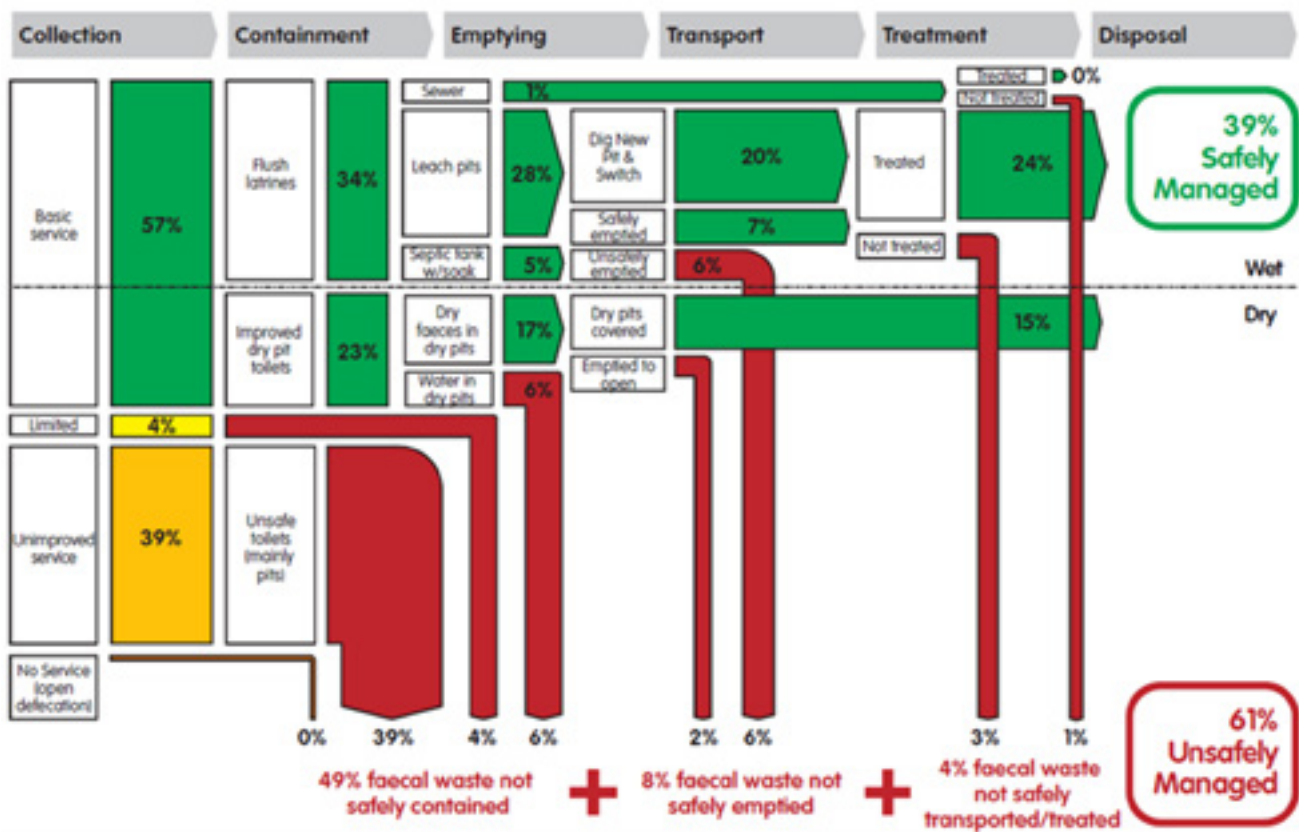 Collection
Containment
Emptying
Transport
Treatment
Disposal
Basic
service
57%
Flush
latrines
34%
Sewer
1%
Treated
0%
Not treated
Leach pits
28%
Dig New
Pit &
Switch
20%
Treated
24%
39%
Safely
Managed
Safely
emptied
7%
Septic tank
w/soak
5%
Unsafely
emptied
6%
Not treated
Wet
Dry
Improved
dry pit
toilets
23%
Dry
faeces in
dry pits
17%
Dry pits
covered
15%
Water in
dry pits
6%
Emptied to
open
Limited
4%
Unimproved
service
39%
Unsafe
toilets
(mainly
pits)
No Service
(open
defecation)
0%
39%
4%
6%
2%
6%
3%
1%
49% faecal waste not
safely contained
+
8% faecal waste not
safely emptied
+
4% faecal waste
not safely
transported/treated
61%
Unsafely
Managed